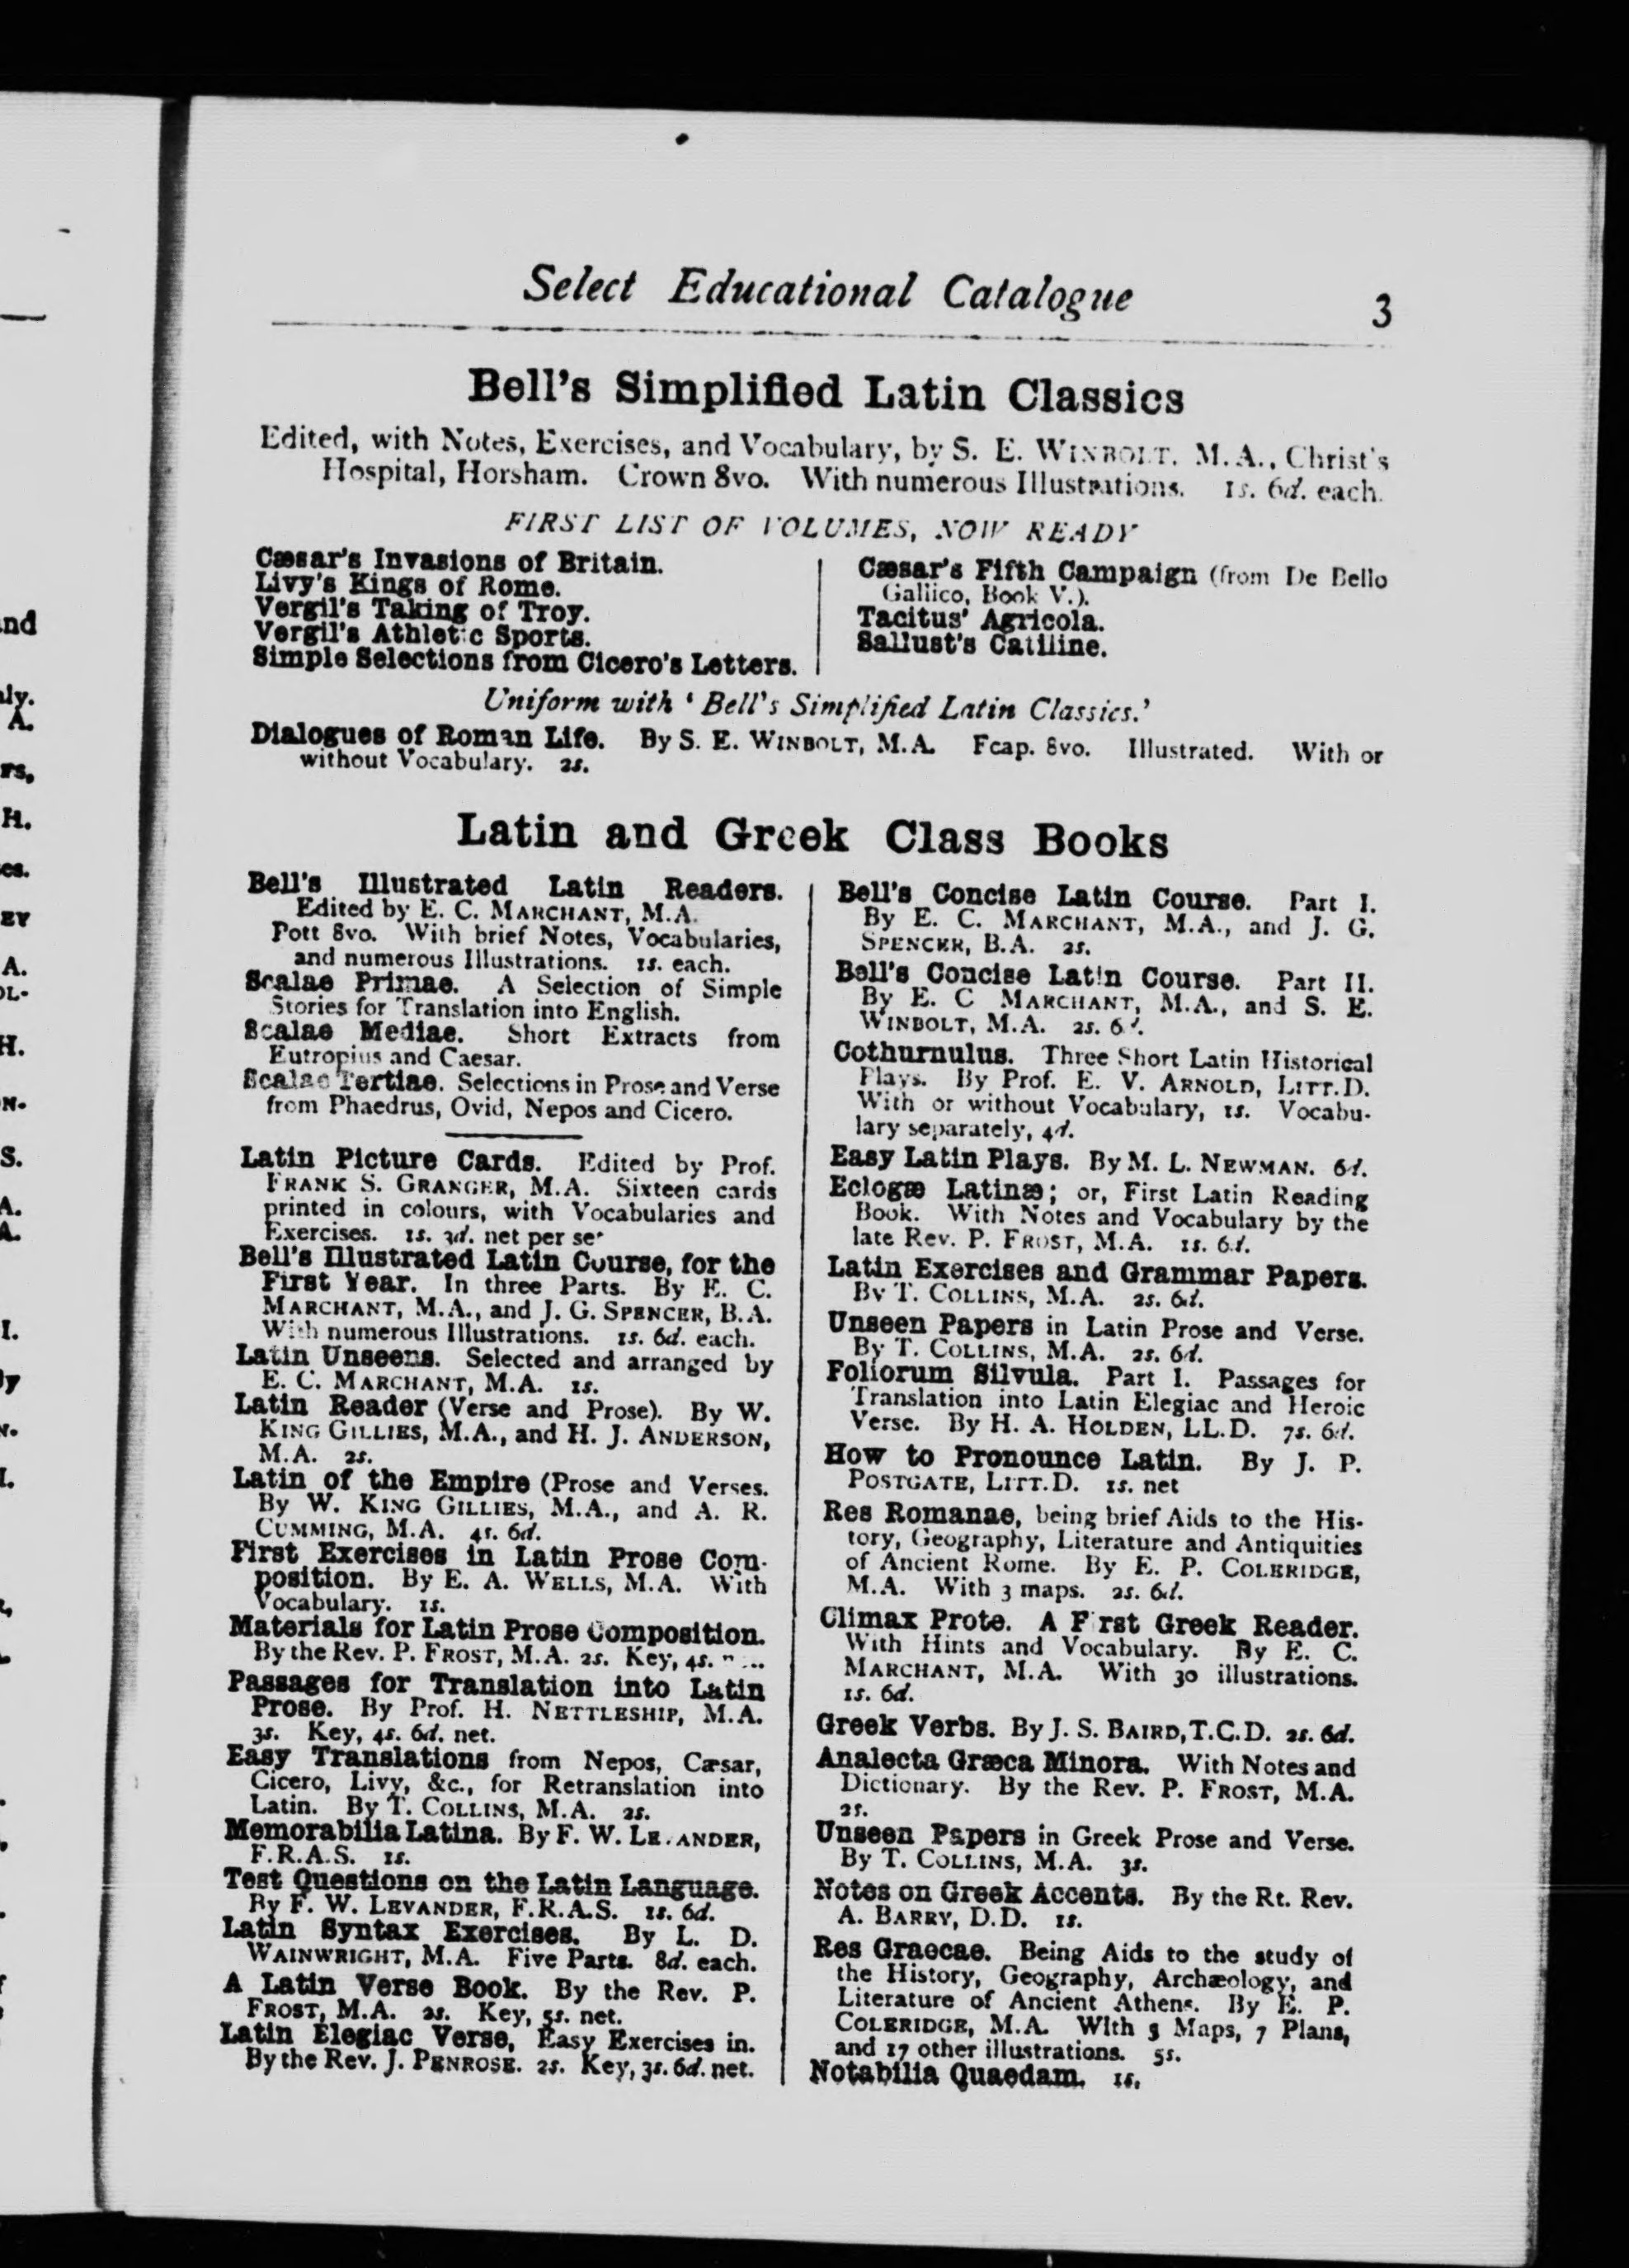 Select Educational Catalogue 3
Bell's Simplified Latin Classics
Edited, with Notes, Exercises, and Vocabulary, by S. E. WINBOLT. M.A., Christ's
Hospital, Horsham. Crown 8vo. With numerous Illustrations. 1s. 6d. each.
FIRST LIST OF VOLUMES, NOW READY
Cæsar's Invasions of Britain.
Livy's Kings of Rome.
Vergil's Taking of Troy.
Vergil's Athletic Sports.
Simple Selections from Cicero's Letters.
Cæsar's Fifth Campaign (from De Bello
Gallico, Book V.).
Tacitus' Agricola.
Sallust's Catiline.
Uniform with 'Bell's Simplified Latin Classics.'
Dialogues of Roman Life. By S. E. WINBOLT, M.A. Fcap. 8vo. Illustrated. With or
without Vocabulary. 2s.
Latin and Greek Class Books
Bell's Illustrated Latin Readers.
Edited by E. C. MARCHANT, M.A.
Pott 8vo. With brief Notes, Vocabularies,
and numerous Illustrations. 1s. each.
Scalae Primae. A Selection of Simple
Stories for Translation into English.
Scalae Mediae. Short Extracts from
Eutropius and Caesar.
Scalae Tertiae. Selections in Prose and Verse
from Phaedrus, Ovid, Nepos and Cicero.
Latin Picture Cards. Edited by Prof.
FRANK S. GRANGER, M.A. Sixteen cards
printed in colours, with Vocabularies and
Exercises. 1s. 3d. net per set
Bell's Illustrated Latin Course, for the
First Year. In three Parts. By E. C.
MARCHANT, M.A., and J. G. SPENCER, B.A.
With numerous Illustrations. 1s. 6d. each.
Latin Unseens. Selected and arranged by
E. C. MARCHANT, M.A. 1s.
Latin Reader (Verse and Prose). By W.
KING GILLIES, M.A., and H. J. ANDERSON,
M.A. 2s.
Latin of the Empire (Prose and Verses.
By W. KING GILLIES, M.A., and A. R.
CUMMING, M.A. 4s. 6d.
First Exercises in Latin Prose Com-
position. By E. A. WELLS, M.A. With
Vocabulary. 1s.
Materials for Latin Prose Composition.
By the Rev. P. FROST, M.A. 2s. Key, 4s.
Passages for Translation into Latin
Prose. By Prof. H. NETTLESHIP, M.A.
3s. Key, 4s. 6d. net.
Easy Translations from Nepos, Cæsar,
Cicero, Livy, &c., for Retranslation into
Latin. By T. COLLINS, M.A. 2s.
Memorabilia Latina. By F. W. LEVANDER,
F.R.A.S. 1s.
Test Questions on the Latin Language.
By F. W. LEVANDER, F.R.A.S. 1s. 6d.
Latin Syntax Exercises. By L. D.
WAINWRIGHT, M.A. Five Parts. 8d. each.
A Latin Verse Book. By the Rev. P.
FROST, M.A. 2s. Key, 5s. net.
Latin Elegiac Verse, Easy Exercises in.
By the Rev. J. PENROSE. 2s. Key, 3s. 6d. net.
Bell's Concise Latin Course. Part I.
By E. C. MARCHANT, M.A., and J. G.
SPENCER, B.A. 2s.
Bell's Concise Latin Course. Part II.
By E. C MARCHANT, M.A., and S. E.
WINBOLT, M.A. 2s. 6d.
Cothurnulus. Three Short Latin Historical
Plays. By Prof. E. V. ARNOLD, LITT.D.
With or without Vocabulary, 1s. Vocabu-
lary separately, 4d.
Easy Latin Plays. By M. L. NEWMAN. 6d.
Eclogæ Latinæ; or, First Latin Reading
Book. With Notes and Vocabulary by the
late Rev. P. FROST, M.A. 1s. 6d.
Latin Exercises and Grammar Papers.
By T. COLLINS, M.A. 2s. 6d.
Unseen Papers in Latin Prose and Verse.
By T. COLLINS, M.A. 2s. 6d.
Foliorum Silvula. Part I. Passages for
Translation into Latin Elegiac and Heroic
Verse. By H. A. HOLDEN, LL.D. 7s. 6d.
How to Pronounce Latin. By J. P.
POSTGATE, LITT.D. 1s. net
Res Romanae, being brief Aids to the His-
tory, Geography, Literature and Antiquities
of Ancient Rome. By E. P. COLERIDGE,
M.A. With 3 maps. 2s. 6d.
Climax Prote. A First Greek Reader.
With Hints and Vocabulary. By E. C.
MARCHANT, M.A. With 30 illustrations.
1s. 6d.
Greek Verbs. By J. S. BAIRD, T.C.D. 2s. 6d.
Analecta Græca Minora. With Notes and
Dictionary. By the Rev. P. FROST, M.A.
2s.
Unseen Papers in Greek Prose and Verse.
By T. COLLINS, M.A. 3s.
Notes on Greek Accents. By the Rt. Rev.
A. BARRY, D.D. 1s.
Res Graecae. Being Aids to the study of
the History, Geography, Archæology, and
Literature of Ancient Athens. By E. P.
COLERIDGE, M.A. With 5 Maps, 7 Plans,
and 17 other illustrations. 5s.
Notabilia Quaedam. 1s.